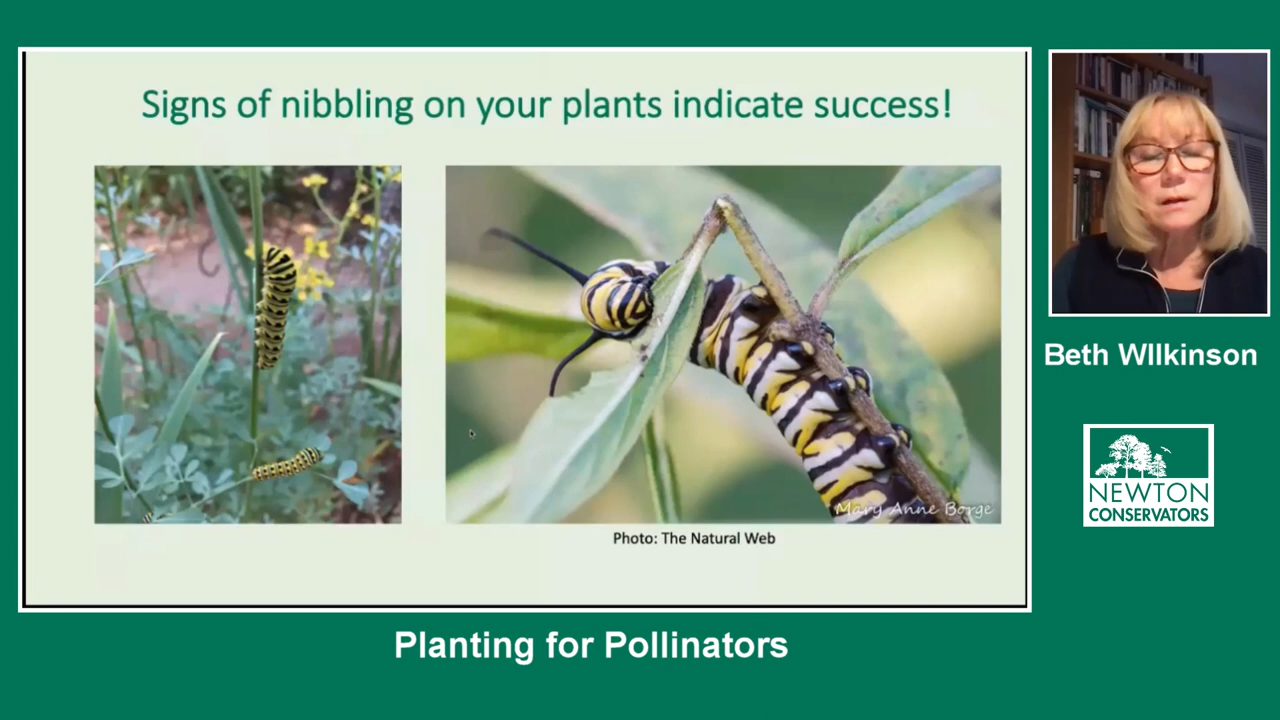 Signs of nibbling on your plants indicate success!
Mary Anne Borge
Photo: The Natural Web
Beth WIlkinson
NEWTON
CONSERVATORS
Planting for Pollinators